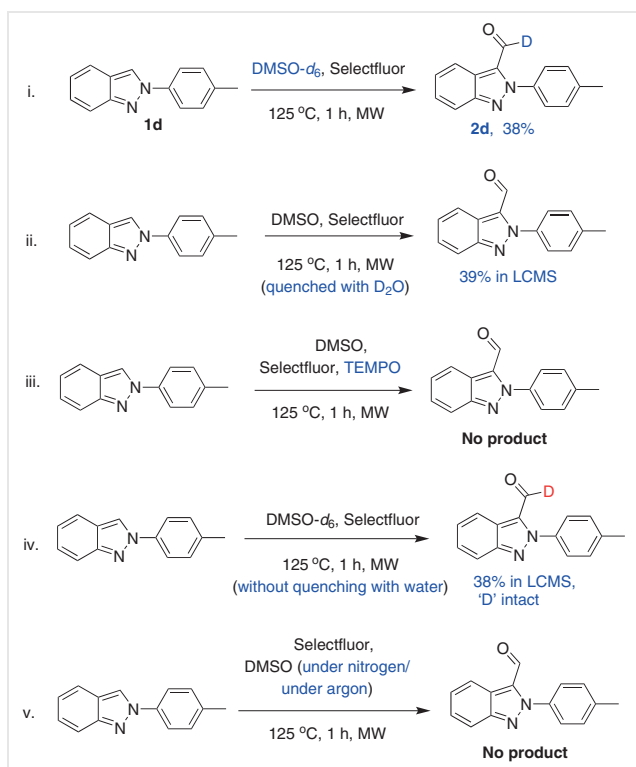 i.
N
N
1d
DMSO-d6, Selectfluor
125 °C, 1 h, MW
O
D
N
N
2d, 38%
ii.
N
N
DMSO, Selectfluor
125 °C, 1 h, MW
(quenched with D2O)
O
N
N
39% in LCMS
iii.
N
N
DMSO,
Selectfluor, TEMPO
125 °C, 1 h, MW
O
N
N
No product
iv.
N
N
DMSO-d6, Selectfluor
125 °C, 1 h, MW
(without quenching with water)
O
D
N
N
38% in LCMS,
'D' intact
v.
N
N
Selectfluor,
DMSO (under nitrogen/
under argon)
125 °C, 1 h, MW
O
N
N
No product